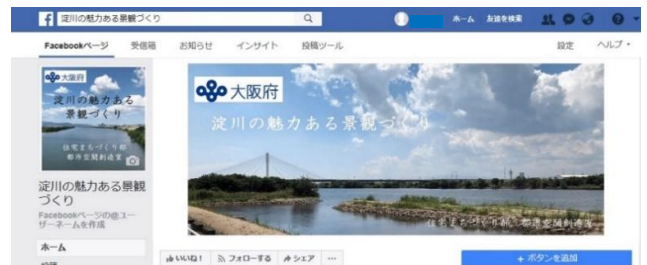 淀川の魅力ある景観づくり
ホーム 友達を検索
Facebookページ 受信箱 お知らせ インサイト 投稿ツール 設定 ヘルプ
大阪府
淀川の魅力ある
景観づくり
住宅まちづくり部
都市空間創造室
大阪府
淀川の魅力ある景観づくり
住宅まちづくり部 都市空間創造室
淀川の魅力ある景観
づくり
Facebookページの@ユー
ザーネームを作成
ホーム
いいね! フォローする シェア ...
+ ボタンを追加